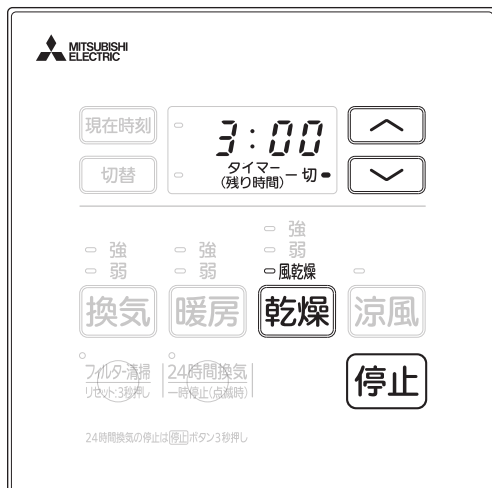 MITSUBISHI
ELECTRIC
現在時刻
3:00
切替
タイマー
(残り時間)
切
強
弱
強
弱
強
弱
風乾燥
換気
暖房
乾燥
涼風
フィルター清掃
リセット:3秒押し
24時間換気
一時停止(点滅時)
停止
24時間換気の停止は停止ボタン3秒押し